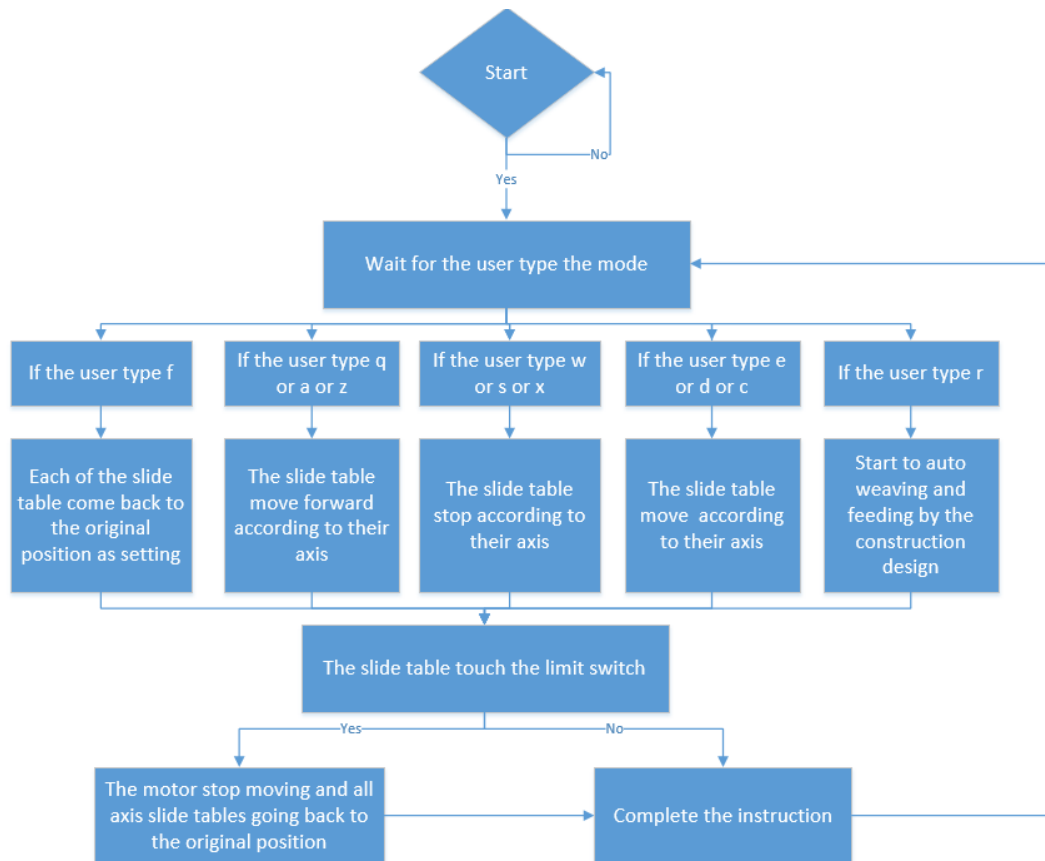 Start
No
Yes
Wait for the user type the mode
If the user type f
If the user type q
or a or z
If the user type w
or s or x
If the user type e
or d or c
If the user type r
Each of the slide
table come back to
the original
position as setting
The slide table
move forward
according to their
axis
The slide table
stop according to
their axis
The slide table
move according
to their axis
Start to auto
weaving and
feeding by the
construction
design
The slide table touch the limit switch
Yes
No
The motor stop moving and all
axis slide tables going back to
the original position
Complete the instruction